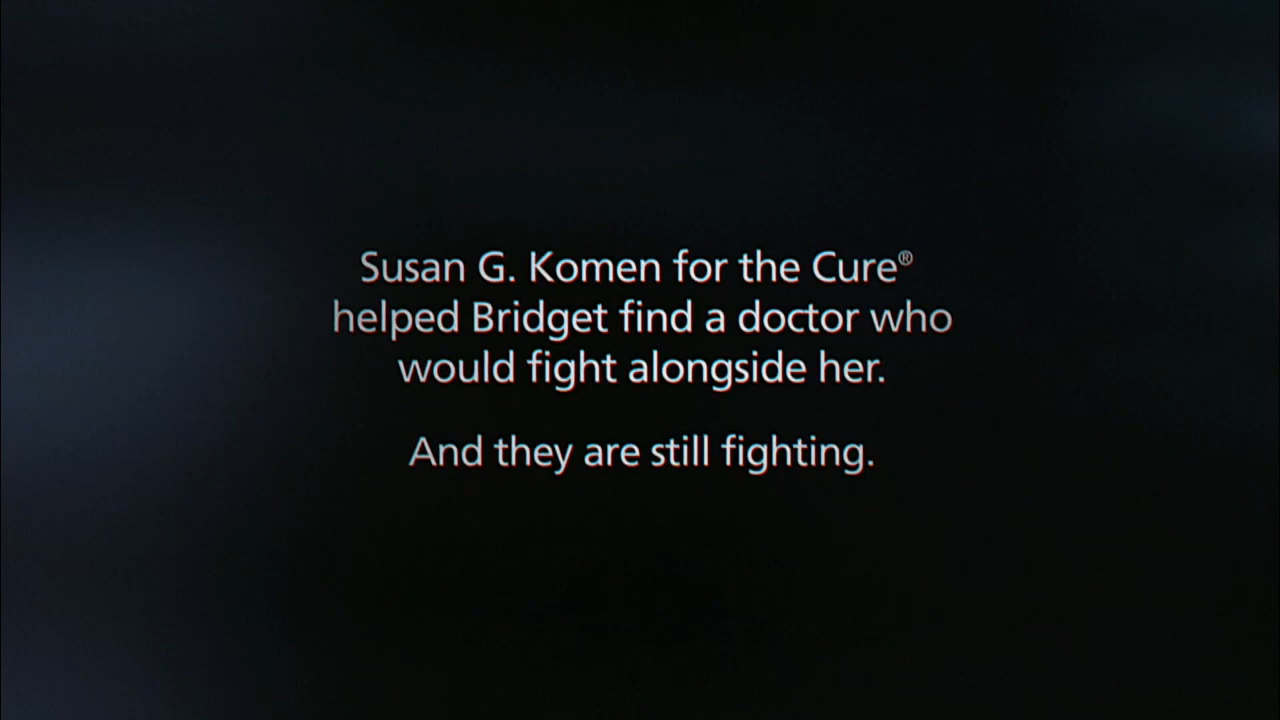 Susan G. Komen for the Cure®
helped Bridget find a doctor who
would fight alongside her.
And they are still fighting.